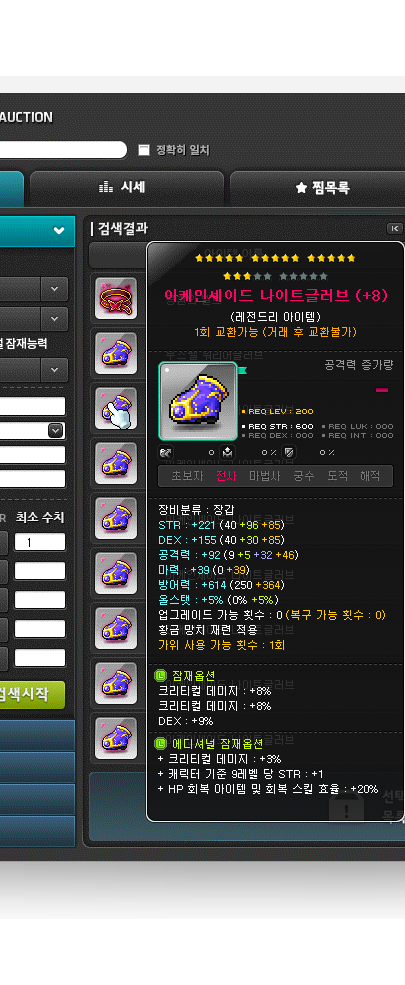 AUCTION
정확히 일치
시세
찜목록
검색결과
아케인셰이드 나이트글러브 (+8)
(레전드리 아이템)
1회 교환가능 (거래 후 교환불가)
공격력 증가량
-
REQ LEV : 200
REQ STR : 600
REQ LUK : 000
REQ DEX : 000
REQ INT : 000
0
0 %
0 %
초보자 전사 마법사 궁수 도적 해적
장비분류 : 장갑
STR : +221 (40 +96 +85)
DEX : +155 (40 +30 +85)
공격력 : +92 (9 +5 +32 +46)
마력 : +39 (0 +39)
방어력 : +614 (250 +364)
올스탯 : +5% (0% +5%)
업그레이드 가능 횟수 : 0 (복구 가능 횟수 : 0)
황금 망치 재련 적용
가위 사용 가능 횟수 : 1회
잠재옵션
크리티컬 데미지 : +8%
크리티컬 데미지 : +8%
DEX : +9%
에디셔널 잠재옵션
+ 크리티컬 데미지 : +3%
+ 캐릭터 기준 9레벨 당 STR : +1
+ HP 회복 아이템 및 회복 스킬 효율 : +20%
잠재능력
R 최소 수치
1
검색시작
선택